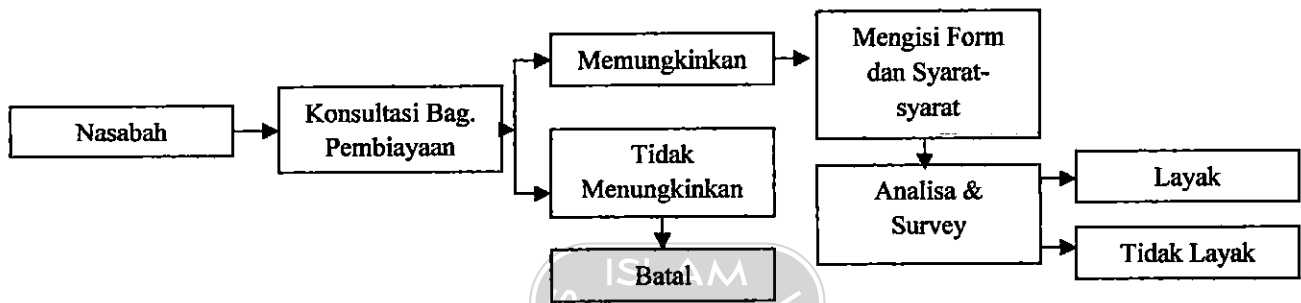 Nasabah
Konsultasi Bag.
Pembiayaan
Memungkinkan
Tidak
Menungkinkan
Batal
Mengisi Form
dan Syarat-
syarat
Analisa &
Survey
Layak
Tidak Layak
ISLAM